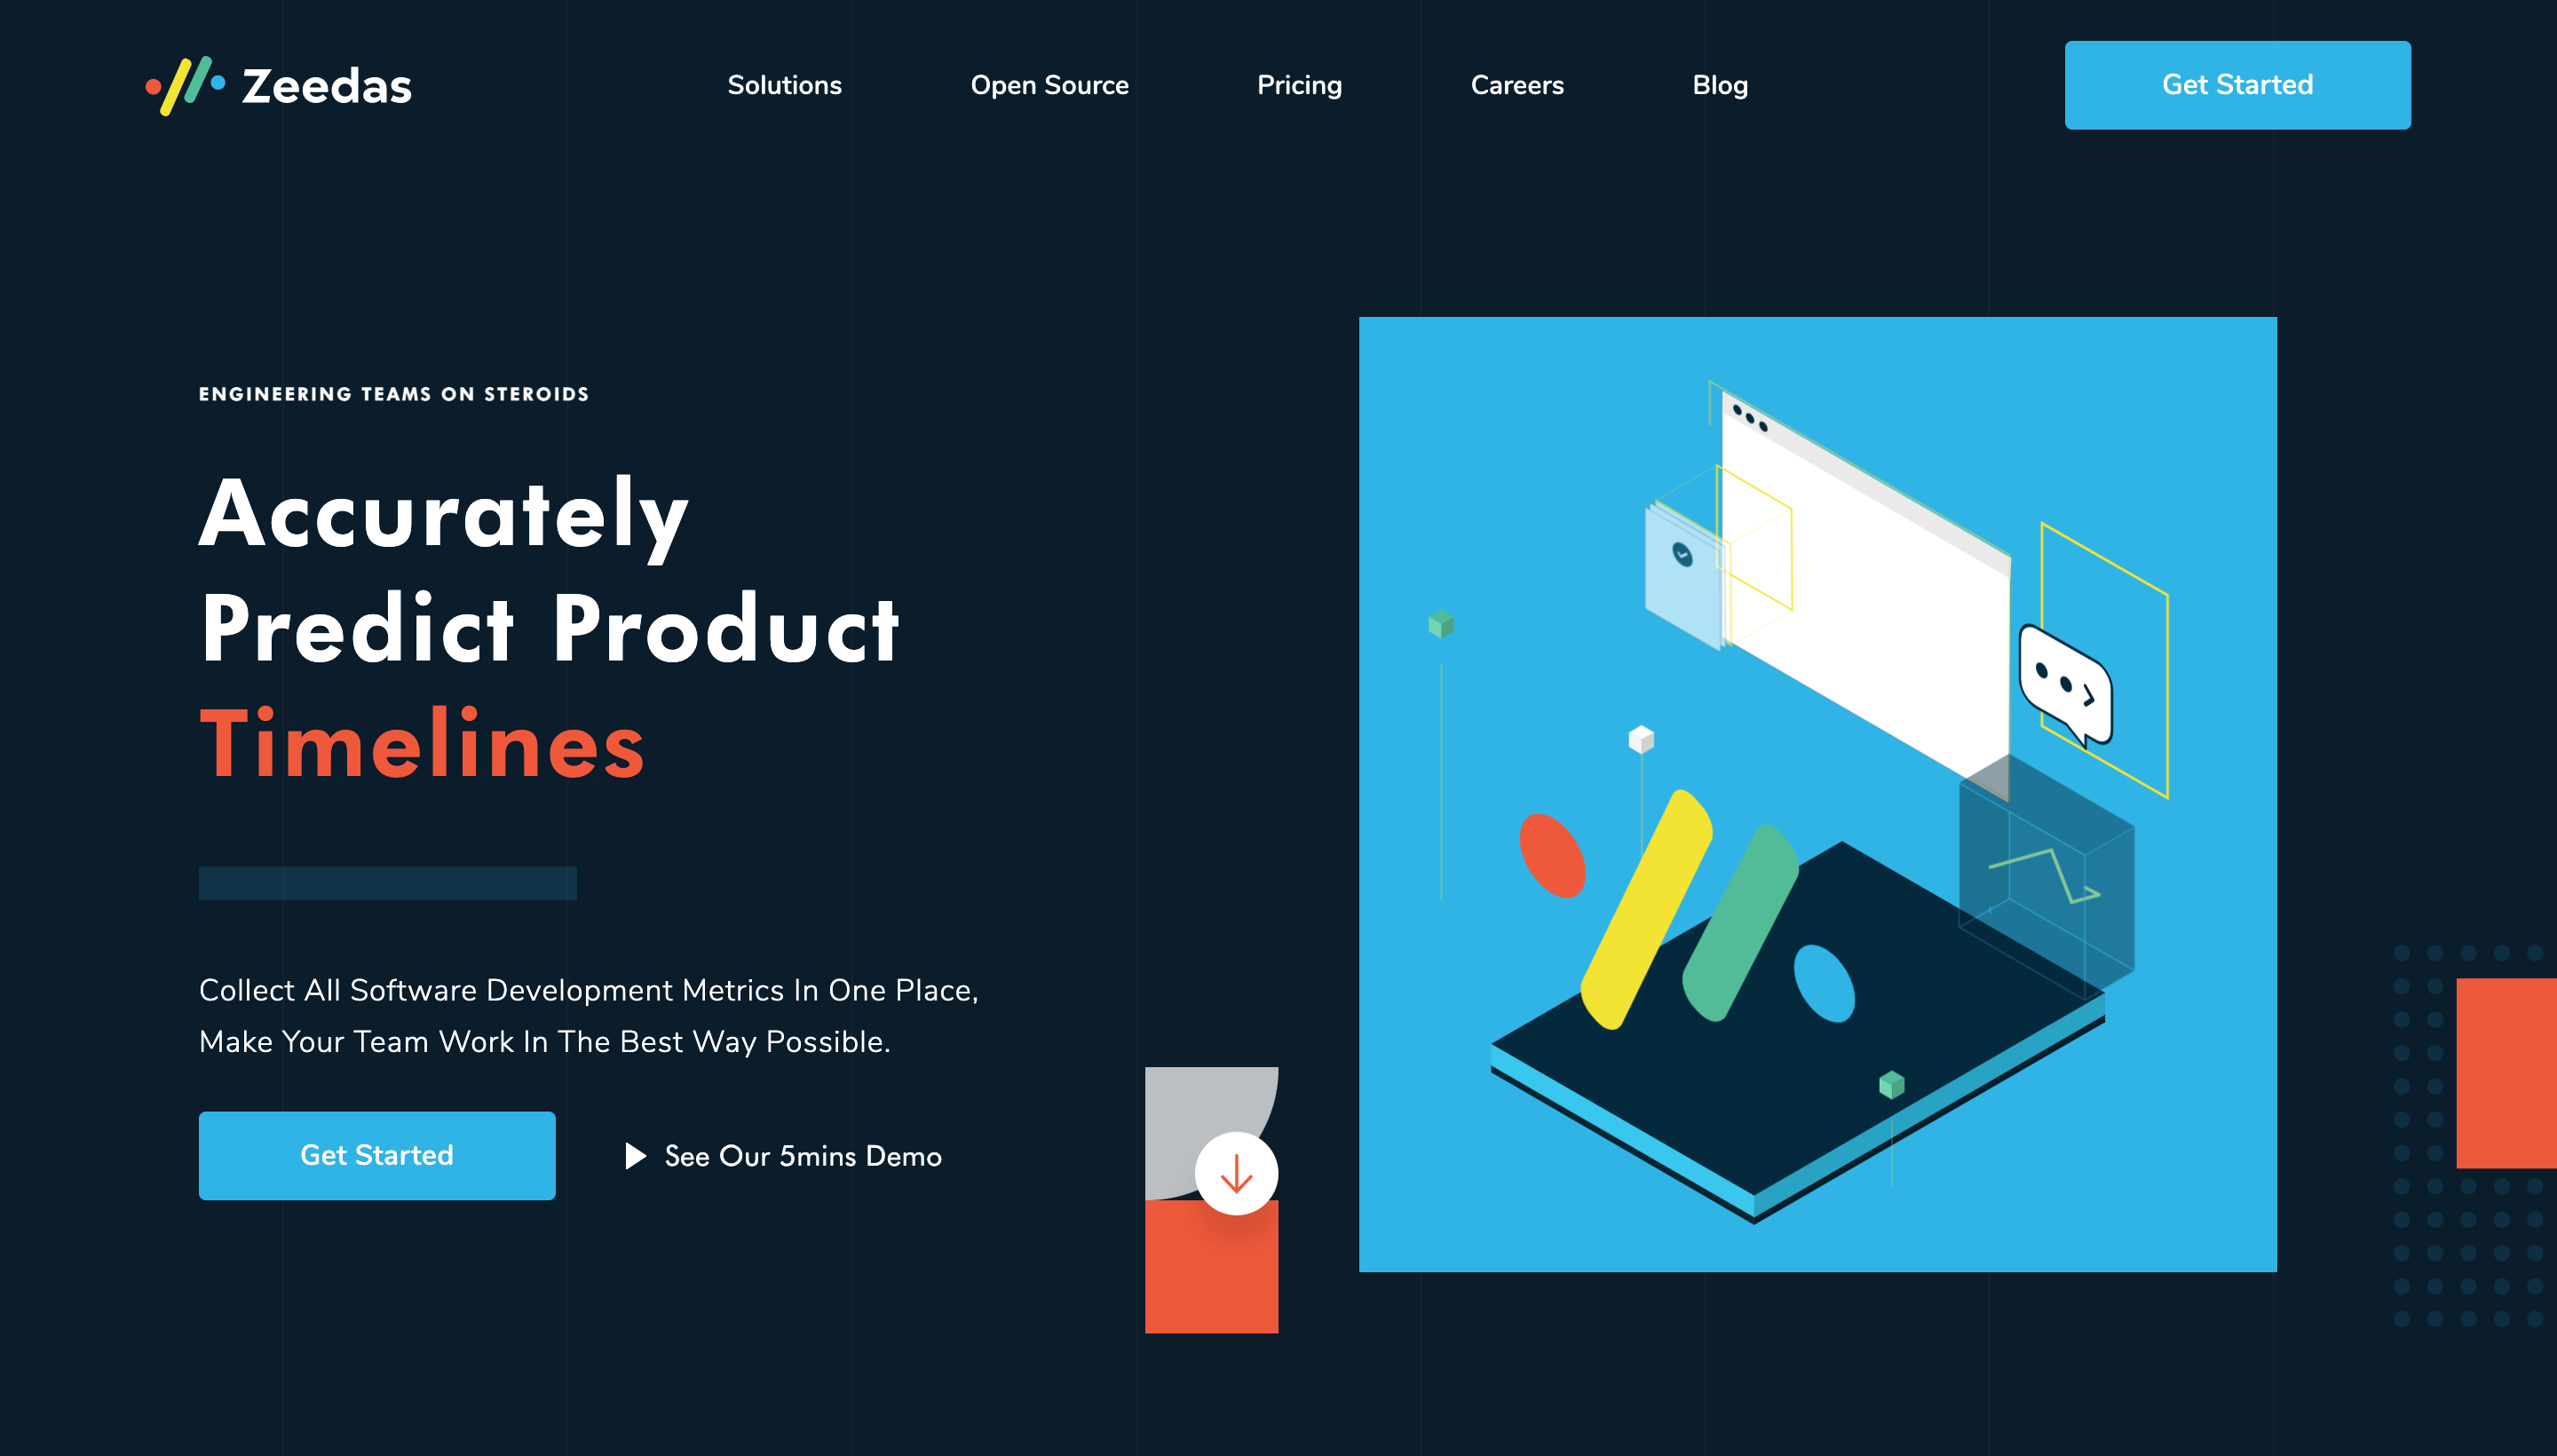 Zeedas
Solutions
Open Source
Pricing
Careers
Blog
Get Started
ENGINEERING TEAMS ON STEROIDS
Accurately
Predict Product
Timelines
Collect All Software Development Metrics In One Place,
Make Your Team Work In The Best Way Possible.
Get Started
See Our 5mins Demo